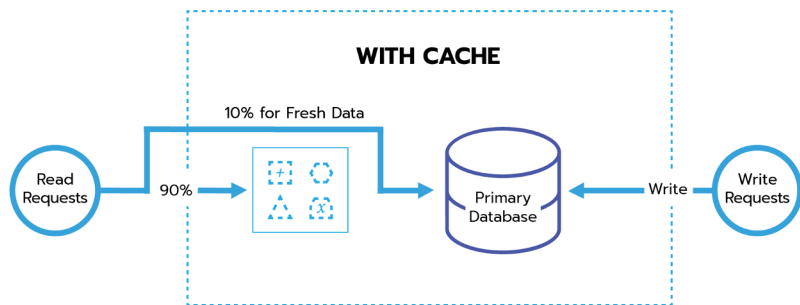 WITH CACHE
10% for Fresh Data
Read
Requests
90%
+
x
Primary
Database
Write
Write
Requests